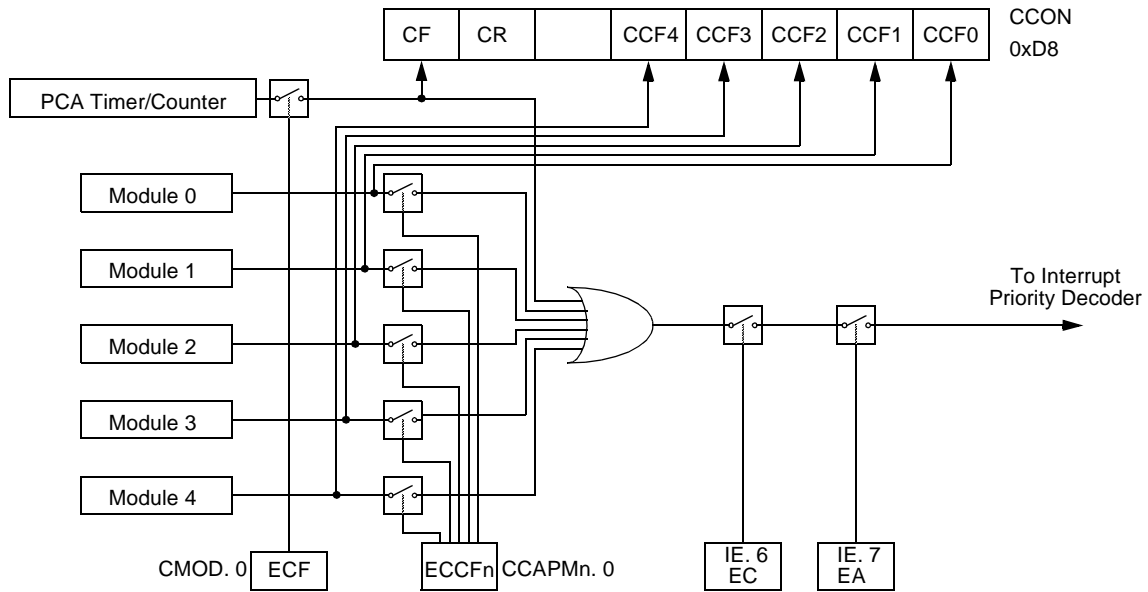 CF CR CCF4 CCF3 CCF2 CCF1 CCF0 CCON
0xD8
PCA Timer/Counter
Module 0
Module 1
To Interrupt
Priority Decoder
Module 2
Module 3
Module 4
CMOD. 0 ECF ECCFn CCAPMn. 0
IE. 6
EC
IE. 7
EA